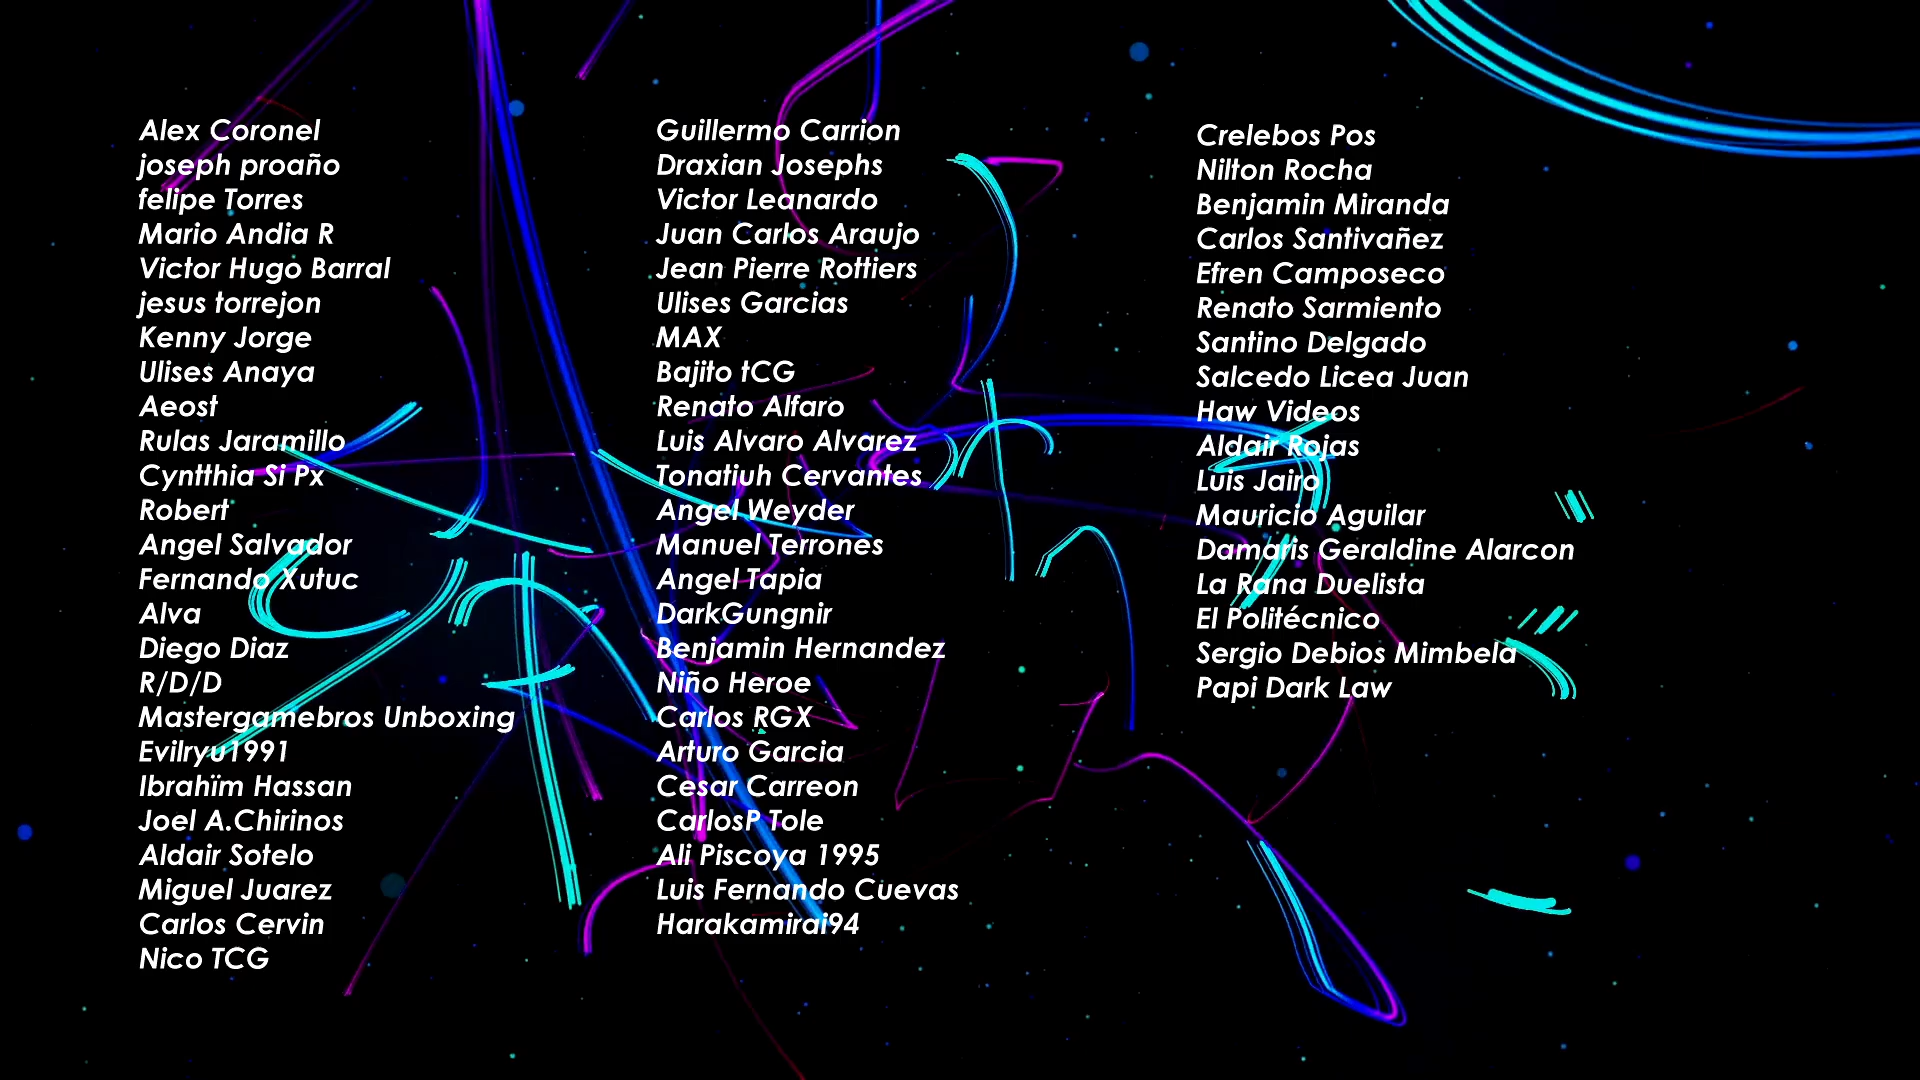 Alex Coronel
joseph proaño
felipe Torres
Mario Andia R
Victor Hugo Barral
jesus torrejon
Kenny Jorge
Ulises Anaya
Aeost
Rulas Jaramillo
Cyntthia Si Px
Robert
Angel Salvador
Fernando Xutuc
Alva
Diego Diaz
R/D/D
Mastergamebros Unboxing
Evilryu1991
Ibrahïm Hassan
Joel A.Chirinos
Aldair Sotelo
Miguel Juarez
Carlos Cervin
Nico TCG
Guillermo Carrion
Draxian Josephs
Victor Leanardo
Juan Carlos Araujo
Jean Pierre Rottiers
Ulises Garcias
MAX
Bajito tCG
Renato Alfaro
Luis Alvaro Alvarez
Tonatiuh Cervantes
Angel Weyder
Manuel Terrones
Angel Tapia
DarkGungnir
Benjamin Hernandez
Niño Heroe
Carlos RGX
Arturo Garcia
Cesar Carreon
CarlosP Tole
Ali Piscoya 1995
Luis Fernando Cuevas
Harakamirai94
Crelebos Pos
Nilton Rocha
Benjamin Miranda
Carlos Santivañez
Efren Camposeco
Renato Sarmiento
Santino Delgado
Salcedo Licea Juan
Haw Videos
Aldair Rojas
Luis Jairo
Mauricio Aguilar
Damaris Geraldine Alarcon
La Rana Duelista
El Politécnico
Sergio Debios Mimbela
Papi Dark Law